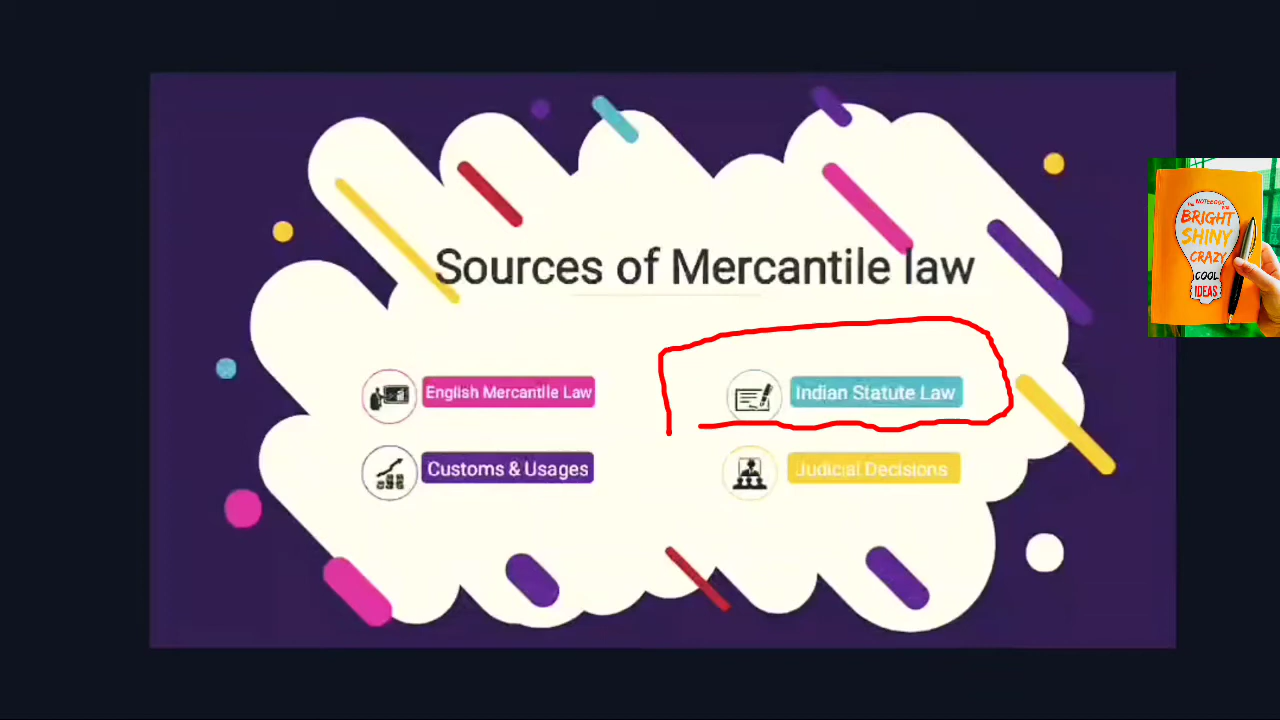 Sources of Mercantile law
English Mercantile Law
Indian Statute Law
Customs & Usages
Judicial Decisions
BRIGHT
SHINY
CRAZY
COOL
IDEAS